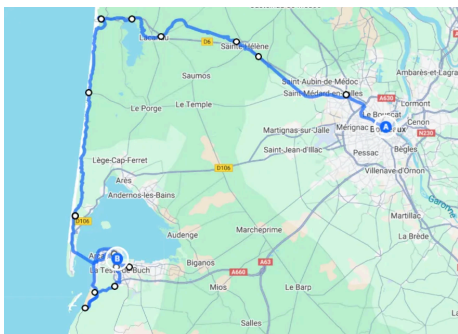 D6
Sainte-Hélène
Saumos
Le Porge
Le Temple
Saint-Aubin-de Médoc
Ambarès-et-Lagra
A630
Lormont
Le Bouscat
Cenon
A
N230
Mérignac
Martignas-sur-Jalle
Bègles
Pessac
Saint-Jean-d'Illac
Villenave-d'Ornon
Lège-Cap-Ferret
D106
Arès
Andernos-les-Bains
Garonne
Martillac
D106
La Brède
Audenge
Marcheprime
B
A63
Biganos
A660
Mios
Le Barp
Salles